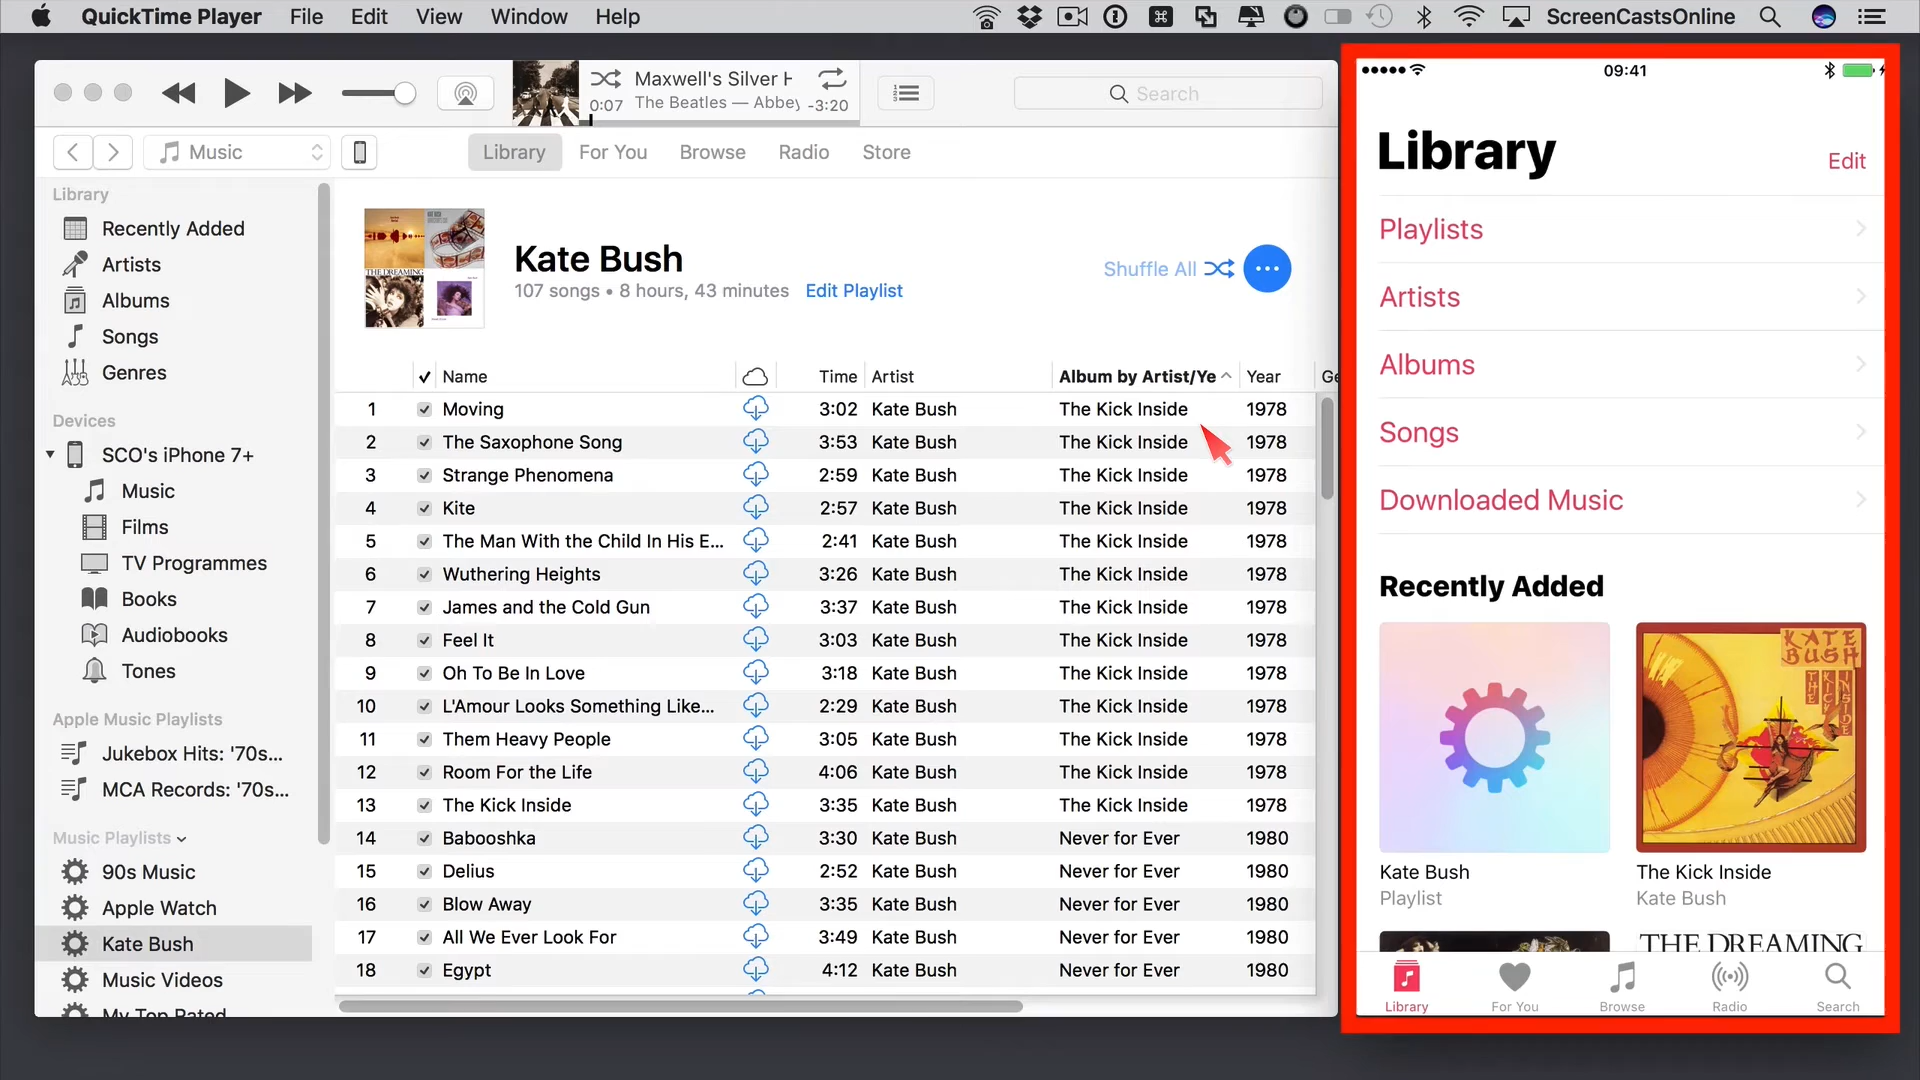 QuickTime Player File Edit View Window Help ScreenCastsOnline
Maxwell's Silver H
0:07 The Beatles — Abbey -3:20
Search
Music Library For You Browse Radio Store
Library
Recently Added
Artists
Albums
Songs
Genres
Devices
SCO's iPhone 7+
Music
Films
TV Programmes
Books
Audiobooks
Tones
Apple Music Playlists
Jukebox Hits: '70s...
MCA Records: '70s...
Music Playlists
90s Music
Apple Watch
Kate Bush
Music Videos
My Top Rated
THE DREAMING
Kate Bush
107 songs • 8 hours, 43 minutes Edit Playlist
Shuffle All
Name Time Artist Album by Artist/Ye Year Ge
1 Moving 3:02 Kate Bush The Kick Inside 1978
2 The Saxophone Song 3:53 Kate Bush The Kick Inside 1978
3 Strange Phenomena 2:59 Kate Bush The Kick Inside 1978
4 Kite 2:57 Kate Bush The Kick Inside 1978
5 The Man With the Child In His E... 2:41 Kate Bush The Kick Inside 1978
6 Wuthering Heights 3:26 Kate Bush The Kick Inside 1978
7 James and the Cold Gun 3:37 Kate Bush The Kick Inside 1978
8 Feel It 3:03 Kate Bush The Kick Inside 1978
9 Oh To Be In Love 3:18 Kate Bush The Kick Inside 1978
10 L'Amour Looks Something Like... 2:29 Kate Bush The Kick Inside 1978
11 Them Heavy People 3:05 Kate Bush The Kick Inside 1978
12 Room For the Life 4:06 Kate Bush The Kick Inside 1978
13 The Kick Inside 3:35 Kate Bush The Kick Inside 1978
14 Babooshka 3:30 Kate Bush Never for Ever 1980
15 Delius 2:52 Kate Bush Never for Ever 1980
16 Blow Away 3:35 Kate Bush Never for Ever 1980
17 All We Ever Look For 3:49 Kate Bush Never for Ever 1980
18 Egypt 4:12 Kate Bush Never for Ever 1980
09:41
Library
Edit
Playlists
Artists
Albums
Songs
Downloaded Music
Recently Added
KATE
BUSH
THE KICK INSIDE
Kate Bush
Playlist
The Kick Inside
Kate Bush
THE DREAMING
Library For You Browse Radio Search